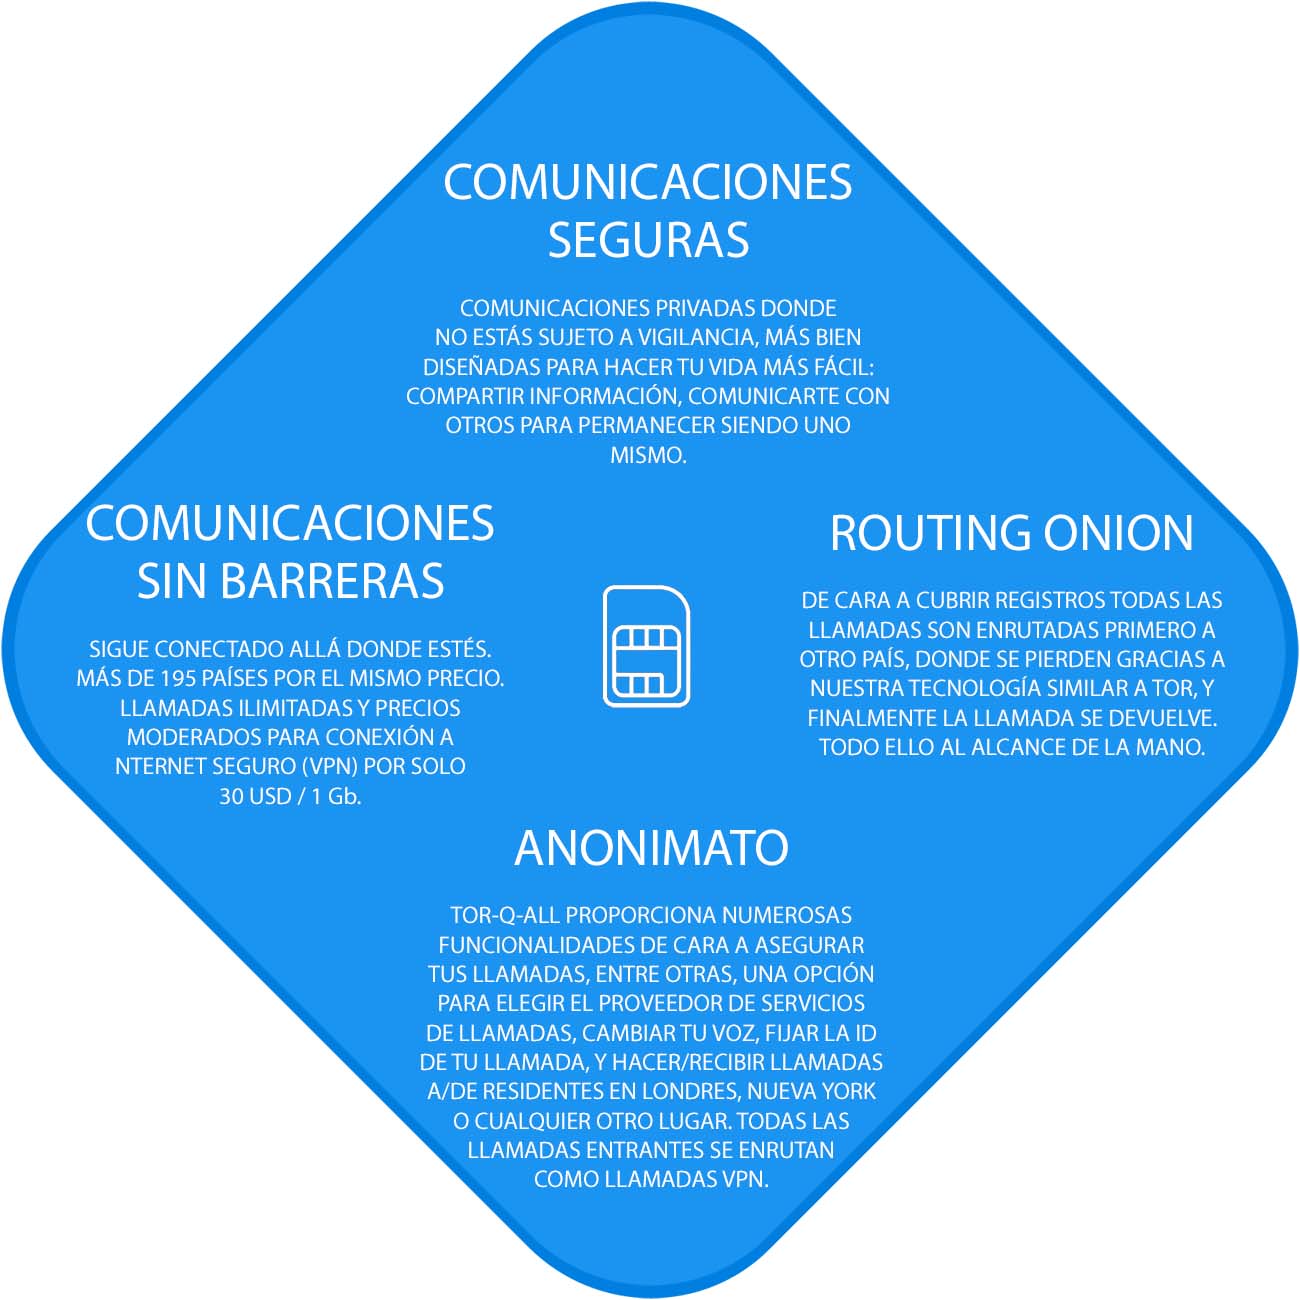 COMUNICACIONES
SEGURAS
COMUNICACIONES PRIVADAS DONDE
NO ESTÁS SUJETO A VIGILANCIA, MÁS BIEN
DISEÑADAS PARA HACER TU VIDA MÁS FÁCIL:
COMPARTIR INFORMACIÓN, COMUNICARTE CON
OTROS PARA PERMANECER SIENDO UNO
MISMO.
COMUNICACIONES
SIN BARRERAS
SIGUE CONECTADO ALLÁ DONDE ESTÉS.
MÁS DE 195 PAÍSES POR EL MISMO PRECIO.
LLAMADAS ILIMITADAS Y PRECIOS
MODERADOS PARA CONEXIÓN A
NTERNET SEGURO (VPN) POR SOLO
30 USD / 1 Gb.
ROUTING ONION
DE CARA A CUBRIR REGISTROS TODAS LAS
LLAMADAS SON ENRUTADAS PRIMERO A
OTRO PAÍS, DONDE SE PIERDEN GRACIAS A
NUESTRA TECNOLOGÍA SIMILAR A TOR, Y
FINALMENTE LA LLAMADA SE DEVUELVE.
TODO ELLO AL ALCANCE DE LA MANO.
ANONIMATO
TOR-Q-ALL PROPORCIONA NUMEROSAS
FUNCIONALIDADES DE CARA A ASEGURAR
TUS LLAMADAS, ENTRE OTRAS, UNA OPCIÓN
PARA ELEGIR EL PROVEEDOR DE SERVICIOS
DE LLAMADAS, CAMBIAR TU VOZ, FIJAR LA ID
DE TU LLAMADA, Y HACER/RECIBIR LLAMADAS
A/DE RESIDENTES EN LONDRES, NUEVA YORK
O CUALQUIER OTRO LUGAR. TODAS LAS
LLAMADAS ENTRANTES SE ENRUTAN
COMO LLAMADAS VPN.